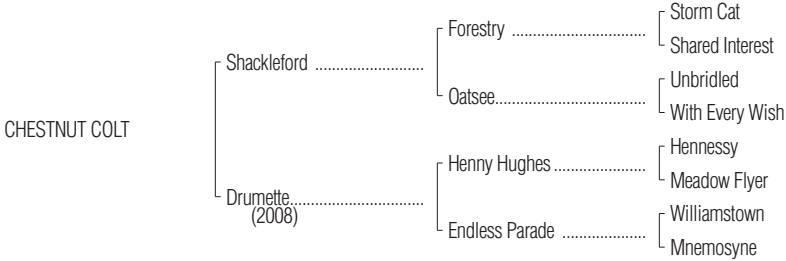 Storm Cat
Forestry ..............................
Shared Interest
Shackleford ........................
Unbridled
Oatsee..................................
With Every Wish
CHESTNUT COLT
Hennessy
Henny Hughes .....................
Meadow Flyer
Drumette..............................
(2008)
Williamstown
Endless Parade ...................
Mnemosyne